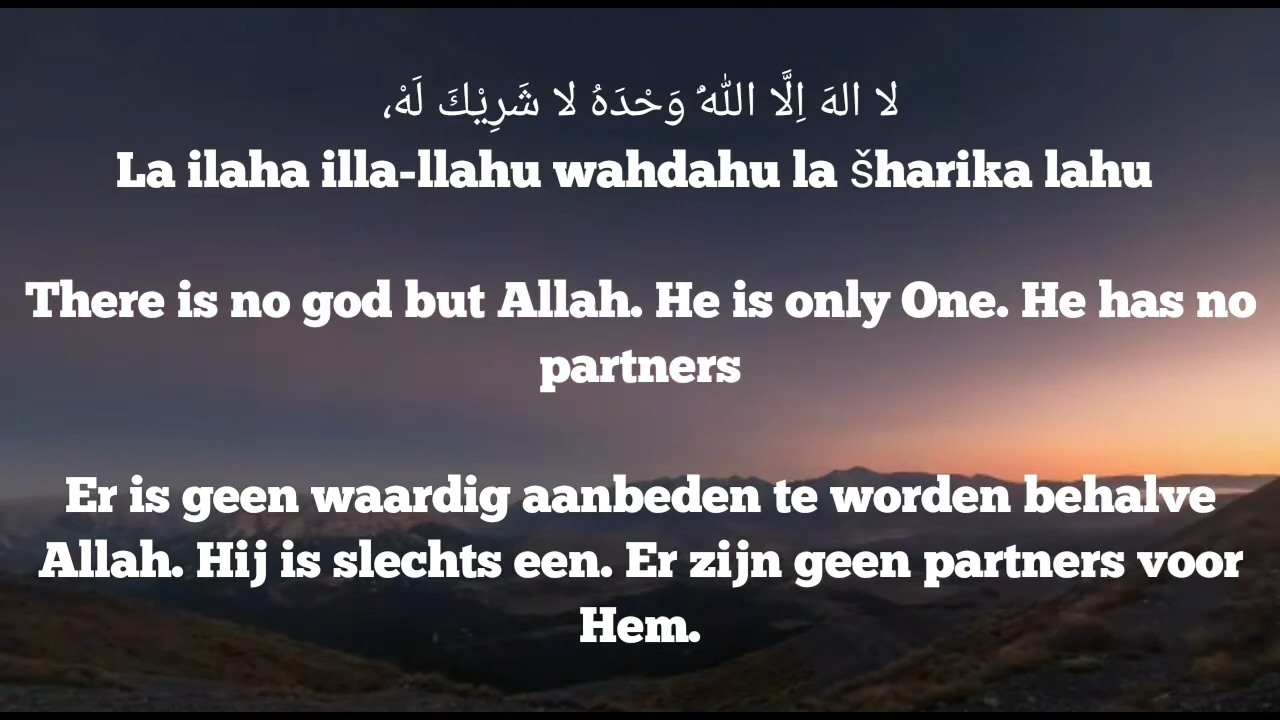 لا الهَ اِلَّا اللّٰهُ وَحْدَهُ لا شَرِيْكَ لَهْ،
La ilaha illa-llahu wahdahu la šharika lahu
There is no god but Allah. He is only One. He has no
partners
Er is geen waardig aanbeden te worden behalve
Allah. Hij is slechts een. Er zijn geen partners voor
Hem.